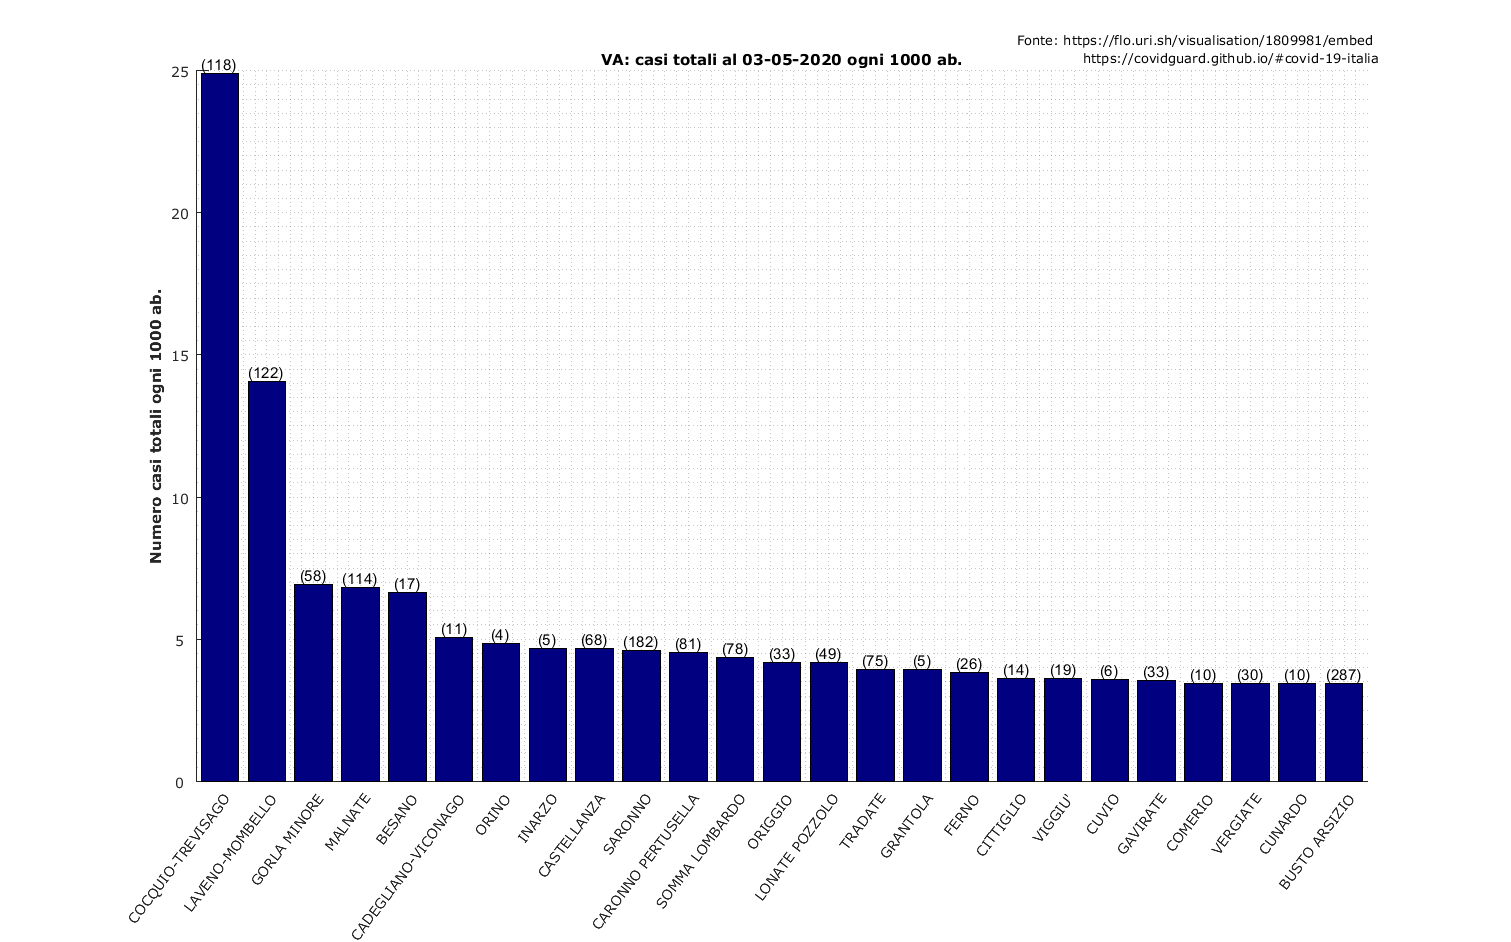 Fonte: https://flo.uri.sh/visualisation/1809981/embed
https://covidguard.github.io/#covid-19-italia
VA: casi totali al 03-05-2020 ogni 1000 ab.
Numero casi totali ogni 1000 ab.
25
20
15
10
5
0
(118)
(122)
(58)
(114)
(17)
(11)
(4)
(5)
(68)
(182)
(81)
(78)
(33)
(49)
(75)
(5)
(26)
(14)
(19)
(6)
(33)
(10)
(30)
(10)
(287)
COCQUIO-TREVISAGO
LAVENO-MOMBELLO
GORLA MINORE
MALNATE
BESANO
CADEGLIANO-VICONAGO
ORINO
INARZO
CASTELLANZA
SARONNO
CARONNO PERTUSELLA
SOMMA LOMBARDO
ORIGGIO
LONATE POZZOLO
TRADATE
GRANTOLA
FERNO
CITTIGLIO
VIGGIU'
CUVIO
GAVIRATE
COMERIO
VERGIATE
CUNARDO
BUSTO ARSIZIO